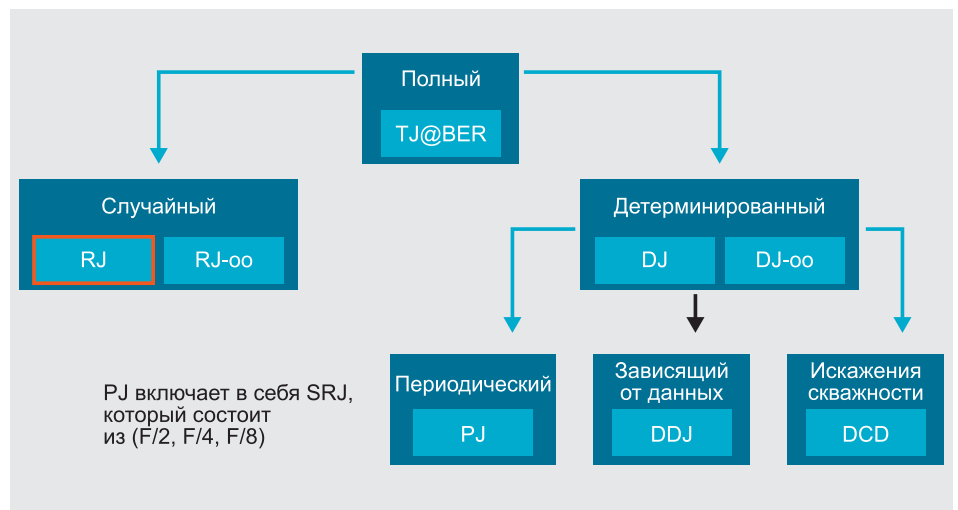 Полный
TJ@BER
Случайный
RJ
RJ-oo
Детерминированный
DJ
DJ-oo
PJ включает в себя SRJ,
который состоит
из (F/2, F/4, F/8)
Периодический
PJ
Зависящий
от данных
DDJ
Искажения
скважности
DCD